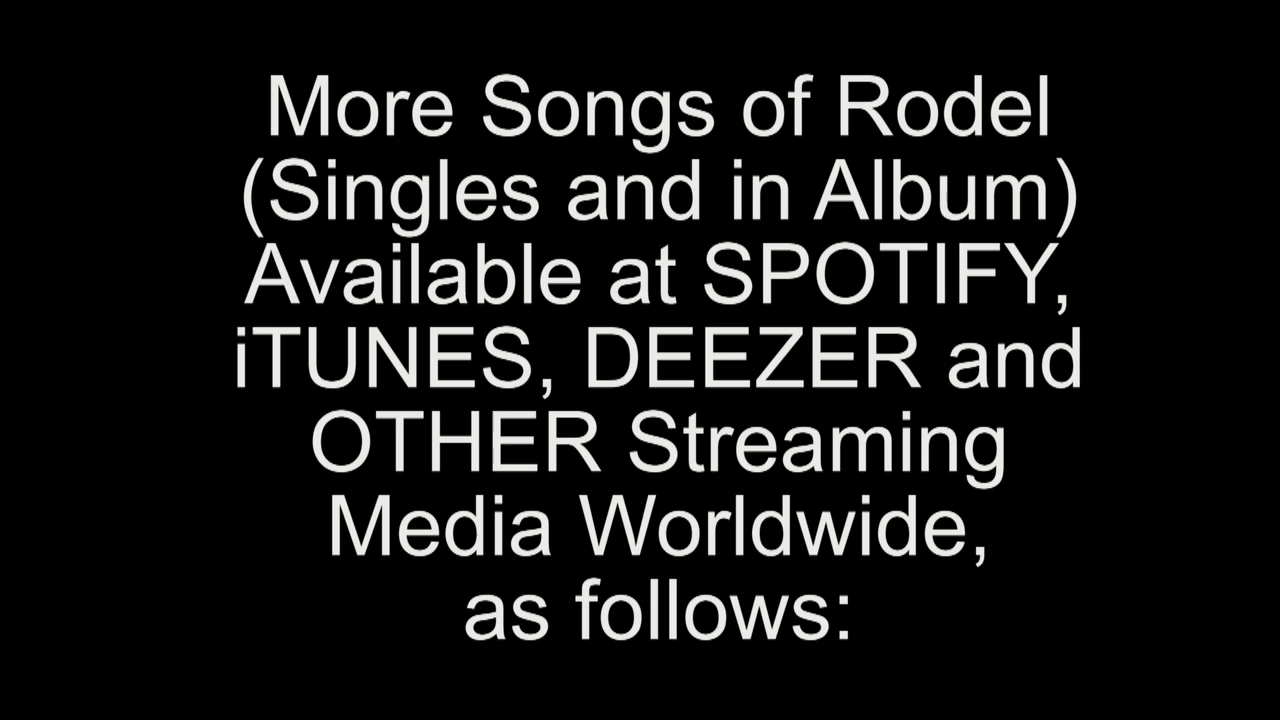 More Songs of Rodel
(Singles and in Album)
Available at SPOTIFY,
iTUNES, DEEZER and
OTHER Streaming
Media Worldwide,
as follows: